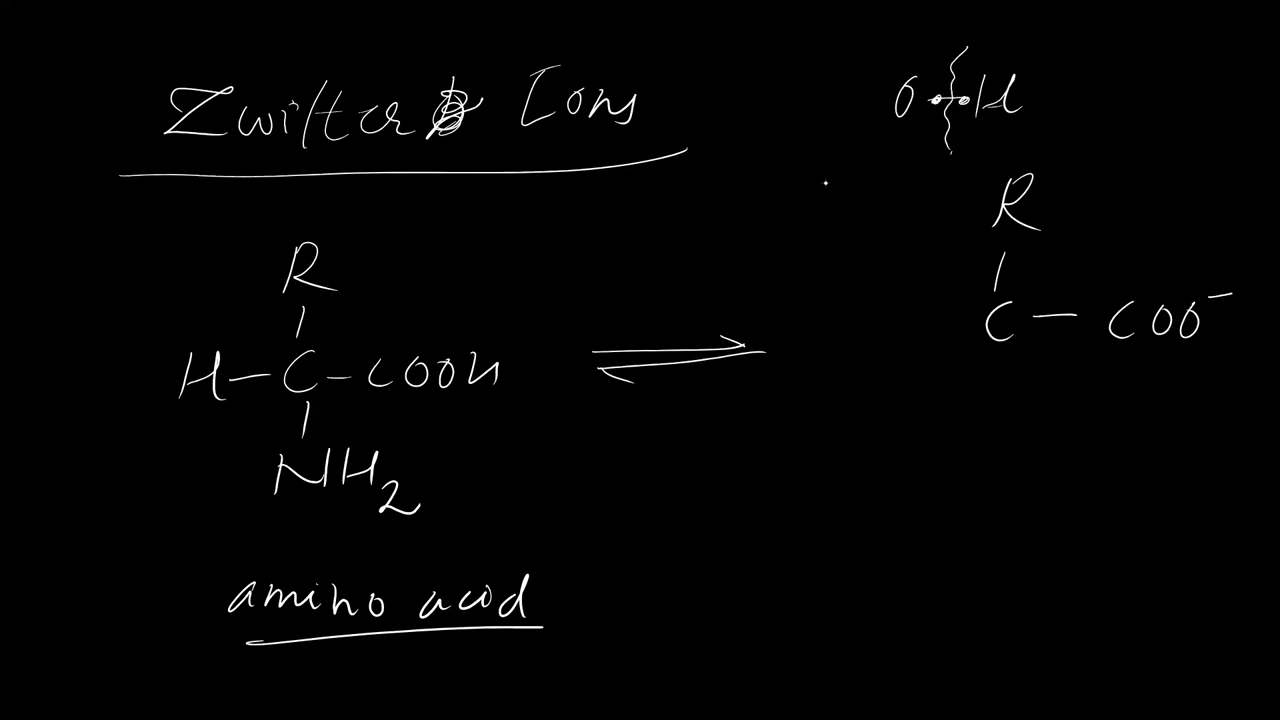 Zwitter Ions
O H
R
C - COO⁻
R
H-C-COOH
NH₂
amino acid